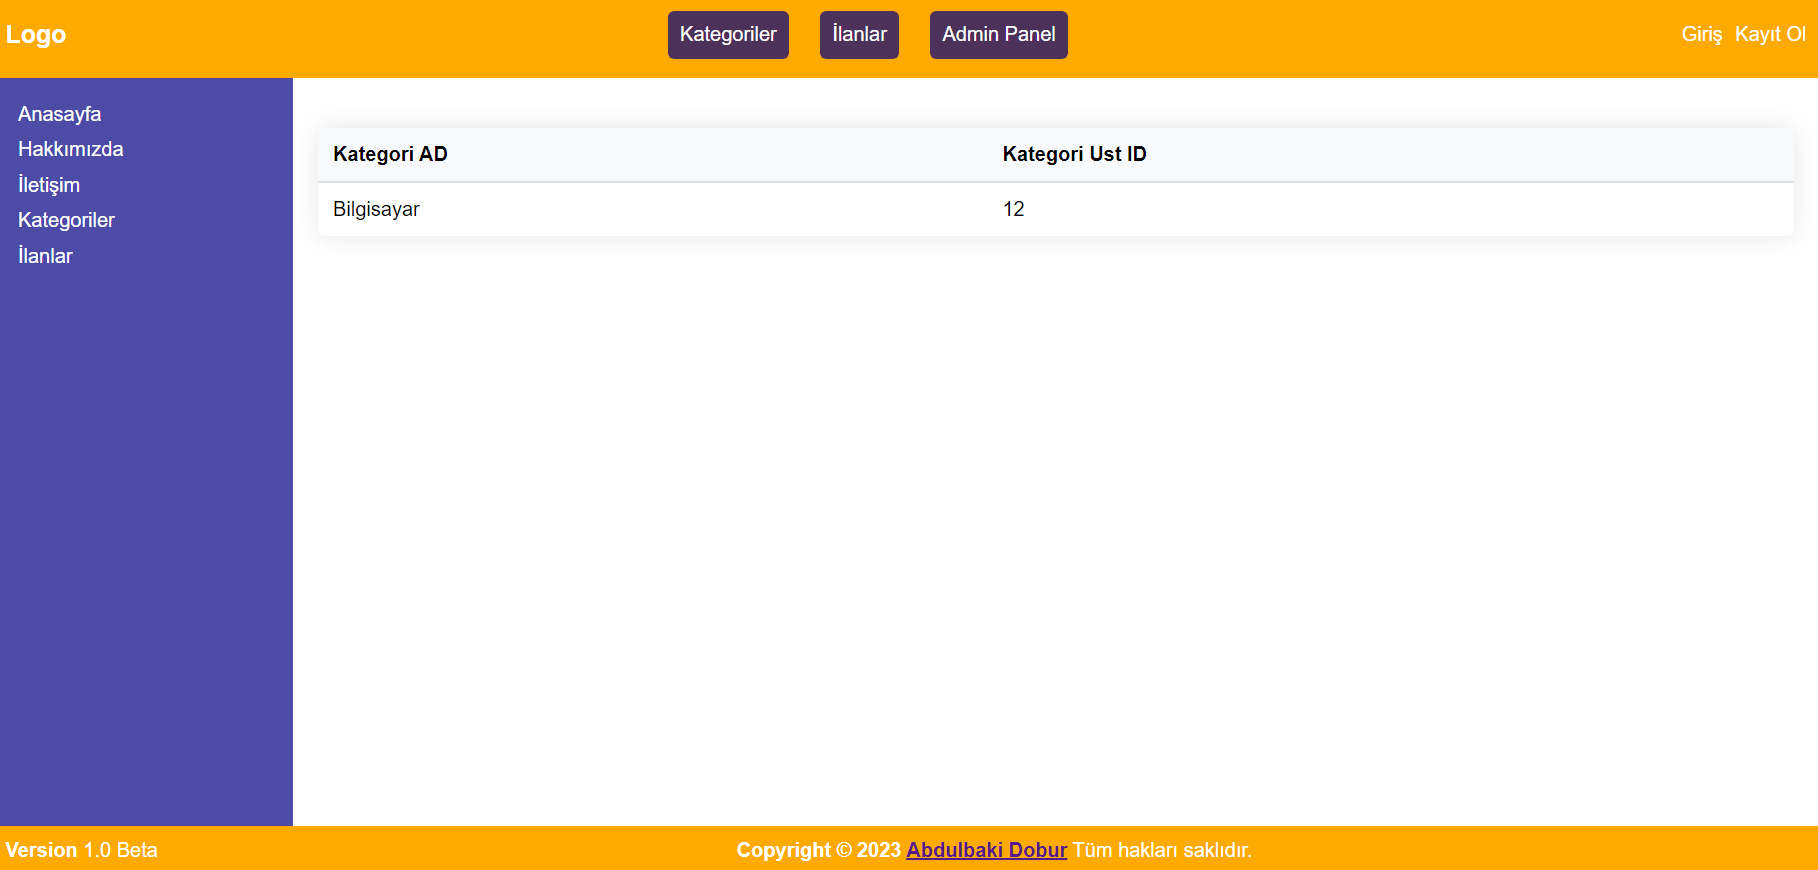 Logo
Kategoriler İlanlar Admin Panel
Giriş Kayıt Ol
Anasayfa
Hakkımızda
İletişim
Kategoriler
İlanlar
Kategori AD Kategori Ust ID
Bilgisayar 12
Version 1.0 Beta
Copyright © 2023 Abdulbaki Dobur Tüm hakları saklıdır.